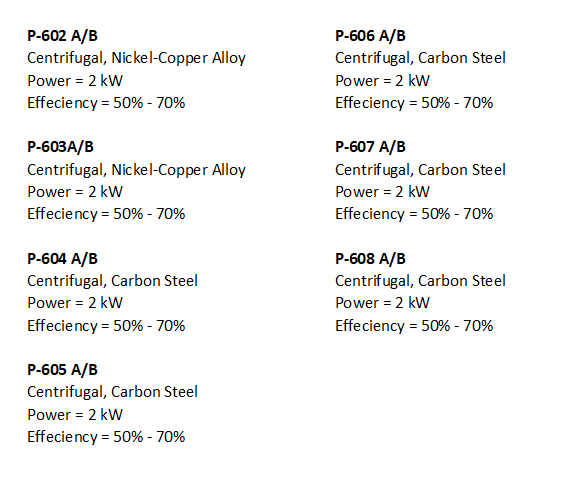 P-602 A/B
Centrifugal, Nickel-Copper Alloy
Power = 2 kW
Effeciency = 50% - 70%
P-603A/B
Centrifugal, Nickel-Copper Alloy
Power = 2 kW
Effeciency = 50% - 70%
P-604 A/B
Centrifugal, Carbon Steel
Power = 2 kW
Effeciency = 50% - 70%
P-605 A/B
Centrifugal, Carbon Steel
Power = 2 kW
Effeciency = 50% - 70%
P-606 A/B
Centrifugal, Carbon Steel
Power = 2 kW
Effeciency = 50% - 70%
P-607 A/B
Centrifugal, Carbon Steel
Power = 2 kW
Effeciency = 50% - 70%
P-608 A/B
Centrifugal, Carbon Steel
Power = 2 kW
Effeciency = 50% - 70%